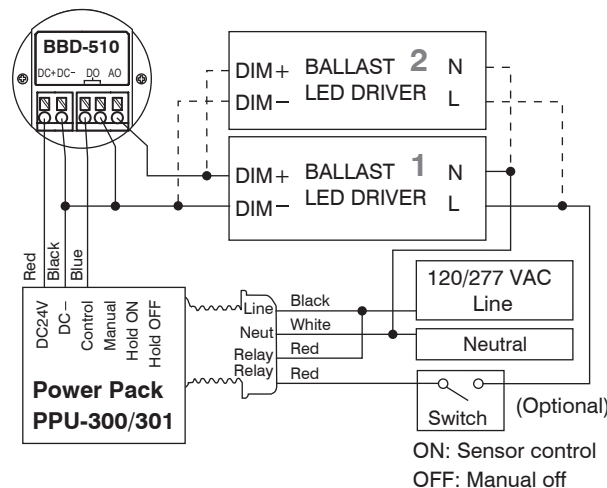 BBD-510
DC+DC− DO AO
DIM+ BALLAST 2 N
DIM− LED DRIVER L
DIM+ BALLAST 1 N
DIM− LED DRIVER L
Red
Black
Blue
DC24V
DC−
Control
Manual
Hold ON
Hold OFF
Power Pack
PPU-300/301
Line
Neut
Relay
Relay
Black
White
Red
Red
120/277 VAC
Line
Neutral
Switch
(Optional)
ON: Sensor control
OFF: Manual off